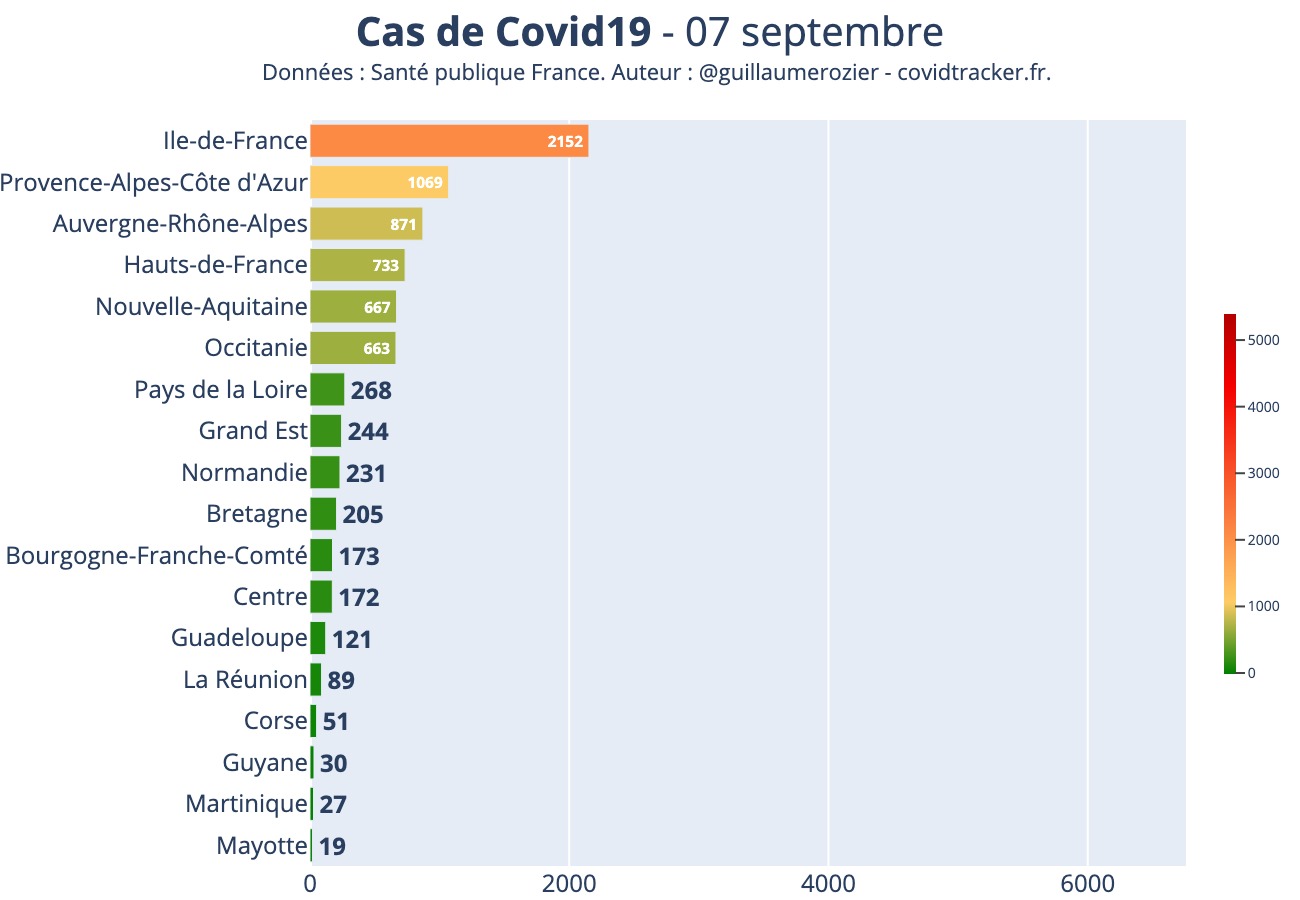 Cas de Covid19 - 07 septembre
Données : Santé publique France. Auteur : @guillaumerozier - covidtracker.fr.
Ile-de-France 2152
Provence-Alpes-Côte d'Azur 1069
Auvergne-Rhône-Alpes 871
Hauts-de-France 733
Nouvelle-Aquitaine 667
Occitanie 663
Pays de la Loire 268
Grand Est 244
Normandie 231
Bretagne 205
Bourgogne-Franche-Comté 173
Centre 172
Guadeloupe 121
La Réunion 89
Corse 51
Guyane 30
Martinique 27
Mayotte 19
0 2000 4000 6000
5000
4000
3000
2000
1000
0